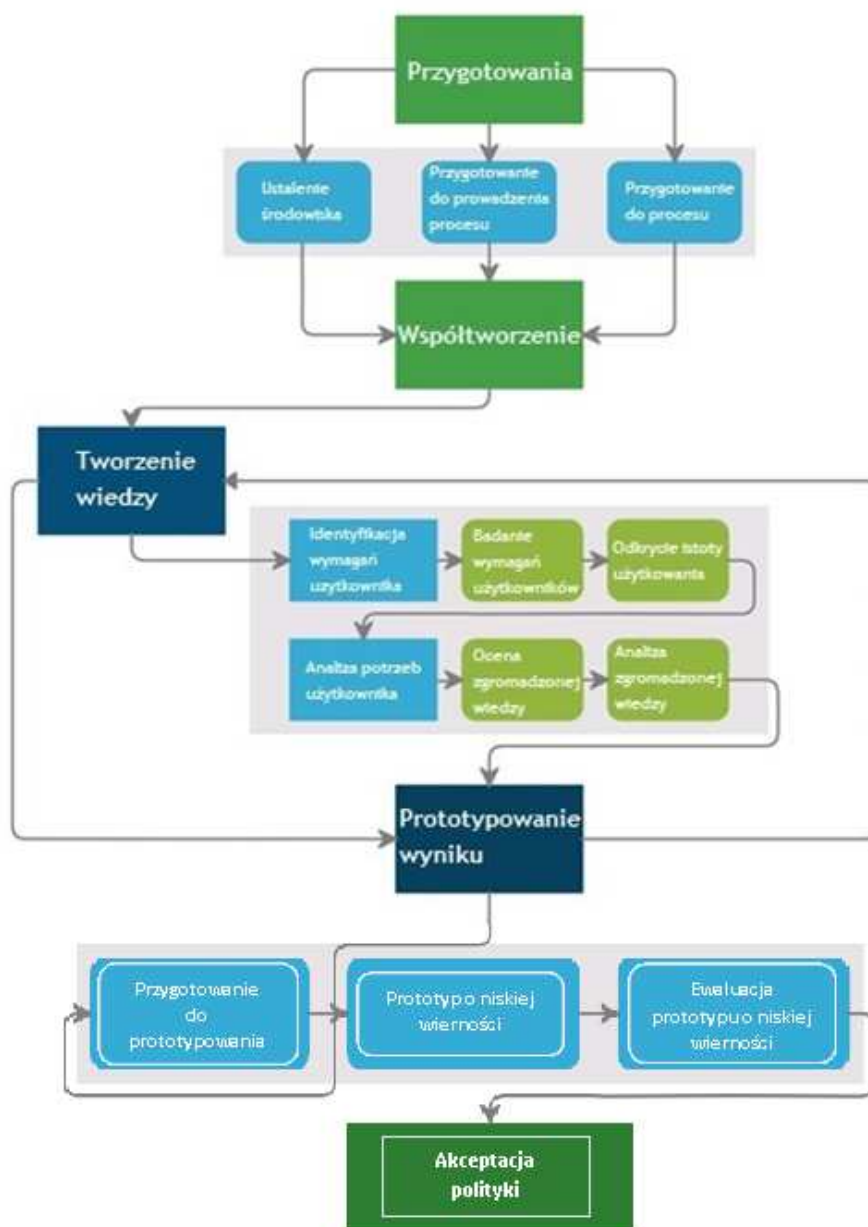 Przygotowania
Ustalenie
środowiska
Przygotowanie
do prowadzenia
procesu
Przygotowanie
do procesu
Współtworzenie
Tworzenie
wiedzy
Identyfikacja
wymagań
uzytkownika
Badanie
wymagań
użytkowników
Odkrycie istoty
użytkowania
Analiza potrzeb
użytkownika
Ocena
zgromadzonej
wiedzy
Analiza
zgromadzonej
wiedzy
Prototypowanie
wyniku
Przygotowanie
do
prototypowania
Prototyp o niskiej
wierności
Ewaluacja
prototypu o niskiej
wierności
Akceptacja
polityki